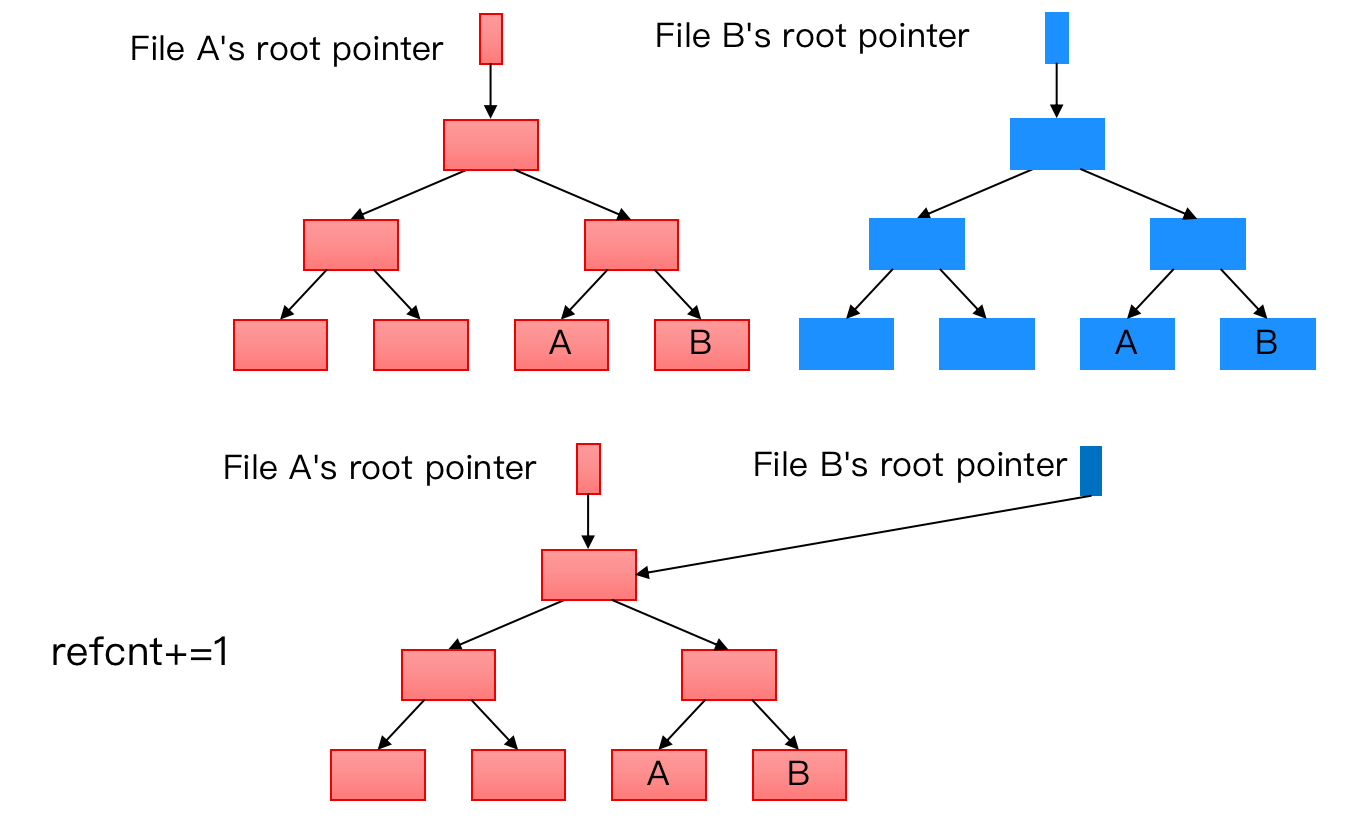 File A's root pointer
File B's root pointer
A
B
A
B
File A's root pointer
File B's root pointer
refcnt+=1
A
B